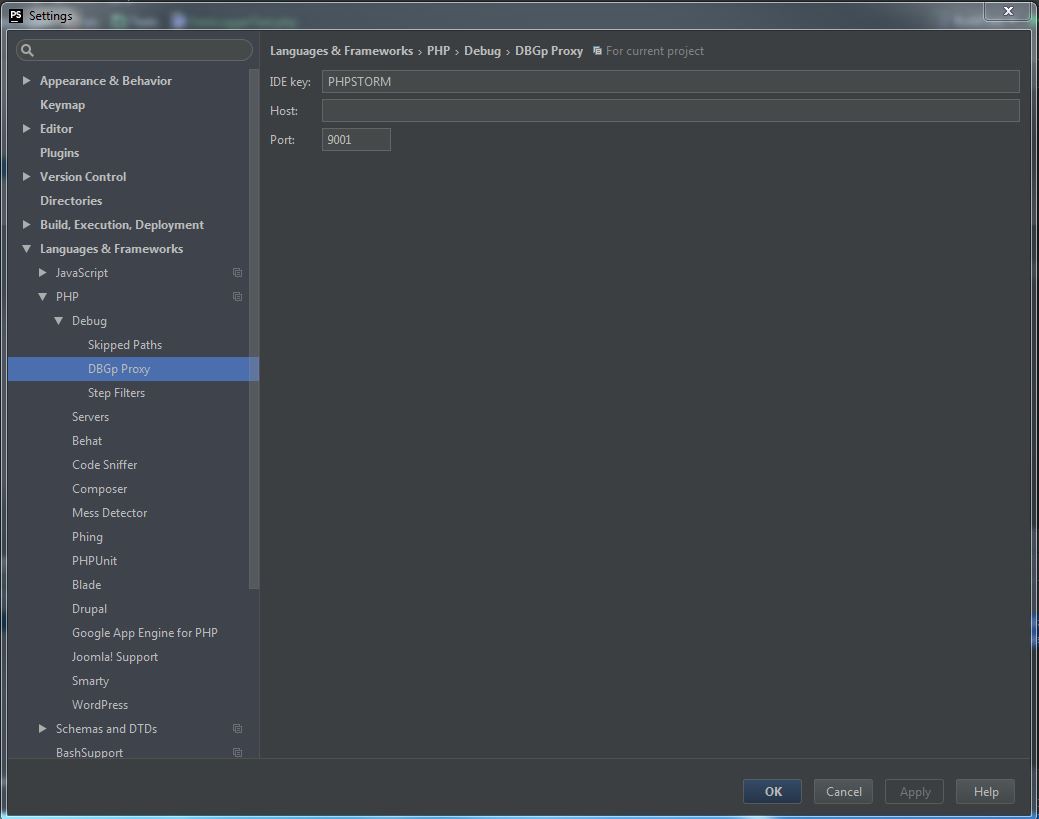 PS Settings
Languages & Frameworks › PHP › Debug › DBGp Proxy For current project
IDE key: PHPSTORM
Host:
Port: 9001
Appearance & Behavior
Keymap
Editor
Plugins
Version Control
Directories
Build, Execution, Deployment
Languages & Frameworks
JavaScript
PHP
Debug
Skipped Paths
DBGp Proxy
Step Filters
Servers
Behat
Code Sniffer
Composer
Mess Detector
Phing
PHPUnit
Blade
Drupal
Google App Engine for PHP
Joomla! Support
Smarty
WordPress
Schemas and DTDs
BashSupport
OK Cancel Apply Help